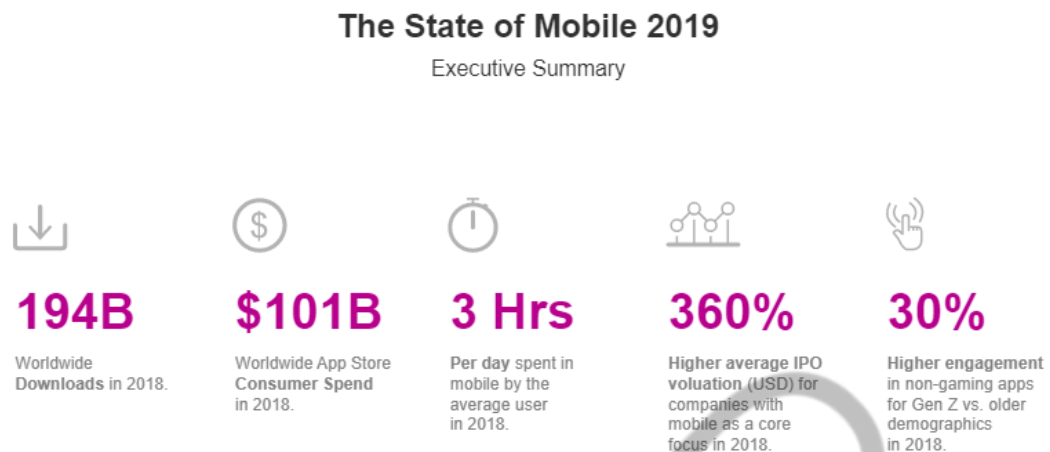 The State of Mobile 2019
Executive Summary
$
194B
Worldwide
Downloads in 2018.
$101B
Worldwide App Store
Consumer Spend
in 2018.
3 Hrs
Per day spent in
mobile by the
average user
in 2018.
360%
Higher average IPO
voluation (USD) for
companies with
mobile as a core
focus in 2018.
30%
Higher engagement
in non-gaming apps
for Gen Z vs. older
demographics
in 2018.